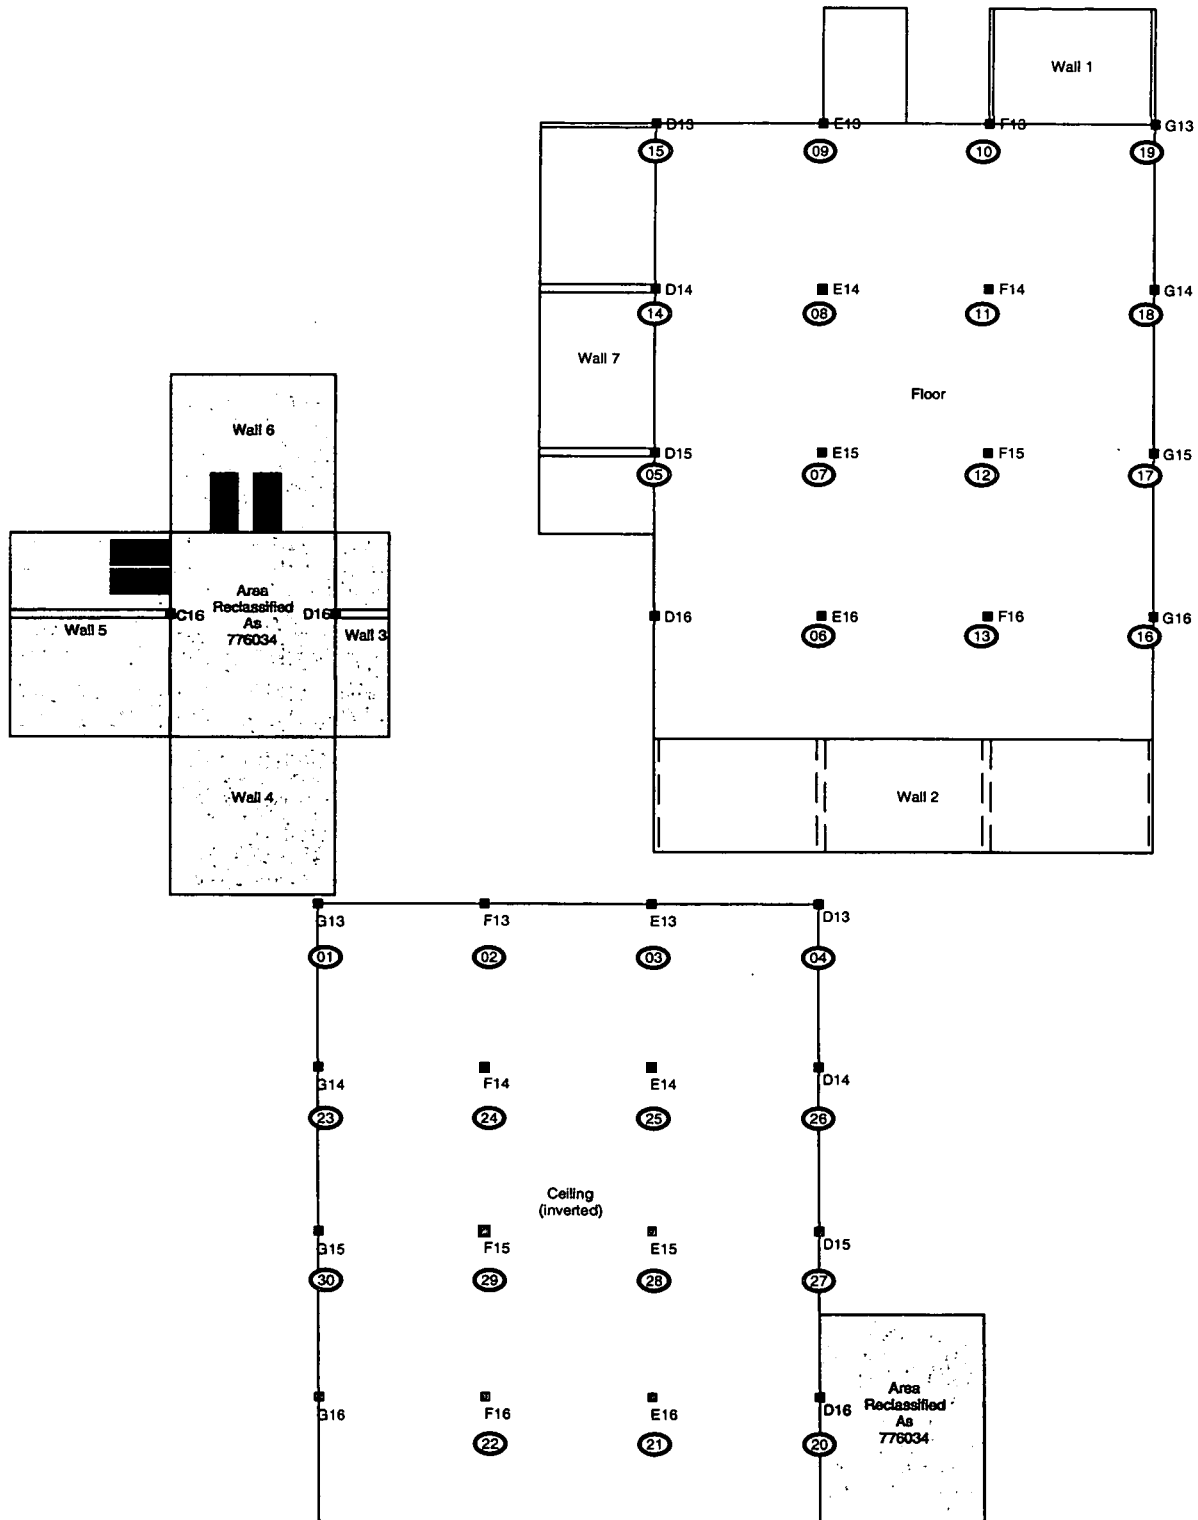 Wall 1
D13
E13
F13
G13
15
09
10
19
D14
E14
F14
G14
14
08
11
18
Wall 7
Floor
Wall 6
D15
E15
F15
G15
05
07
12
17
Area
Reclassified
As
776034
C16
D16
Wall 5
Wall 3
D16
E16
F16
G16
06
13
16
Wall 4
Wall 2
G13
F13
E13
D13
01
02
03
04
G14
F14
E14
D14
23
24
25
26
Ceiling
(inverted)
G15
F15
E15
D15
30
29
28
27
G16
F16
E16
D16
Area
Reclassified
As
776034
22
21
20